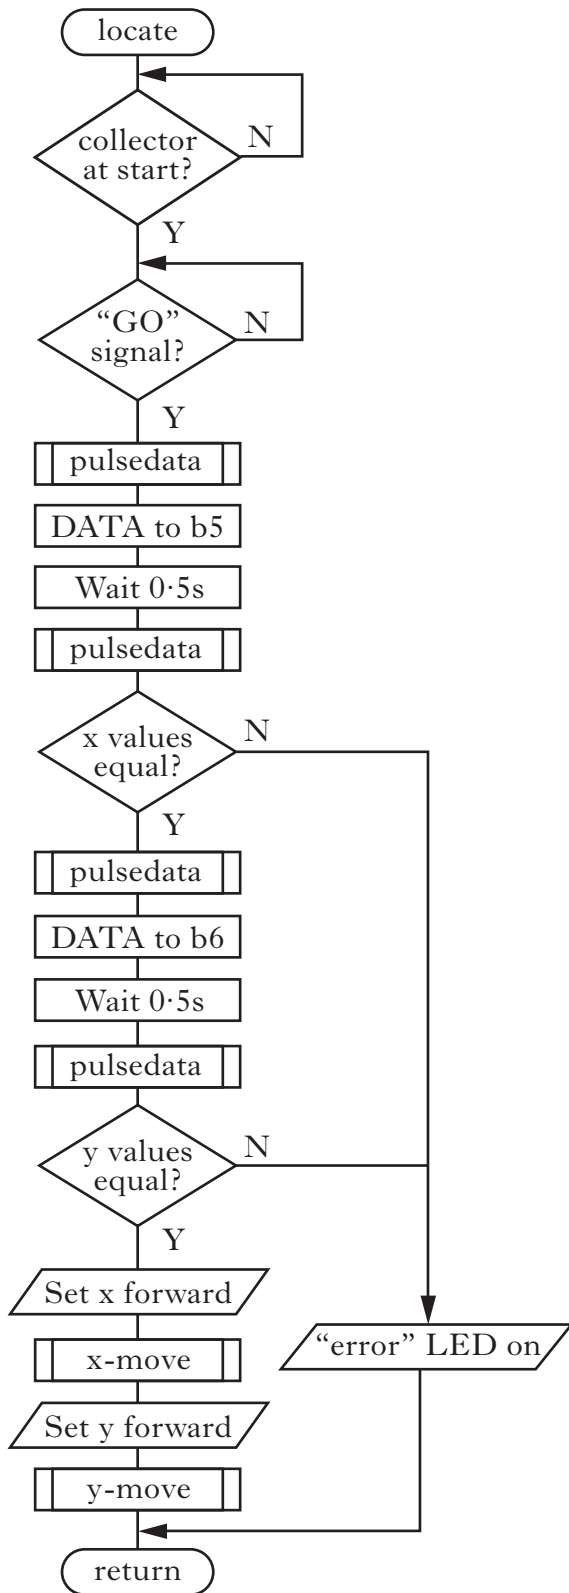 locate
collector
at start?
N
Y
“GO”
signal?
N
Y
pulsedata
DATA to b5
Wait 0·5s
pulsedata
x values
equal?
N
Y
pulsedata
DATA to b6
Wait 0·5s
pulsedata
y values
equal?
N
Y
Set x forward
“error” LED on
x-move
Set y forward
y-move
return